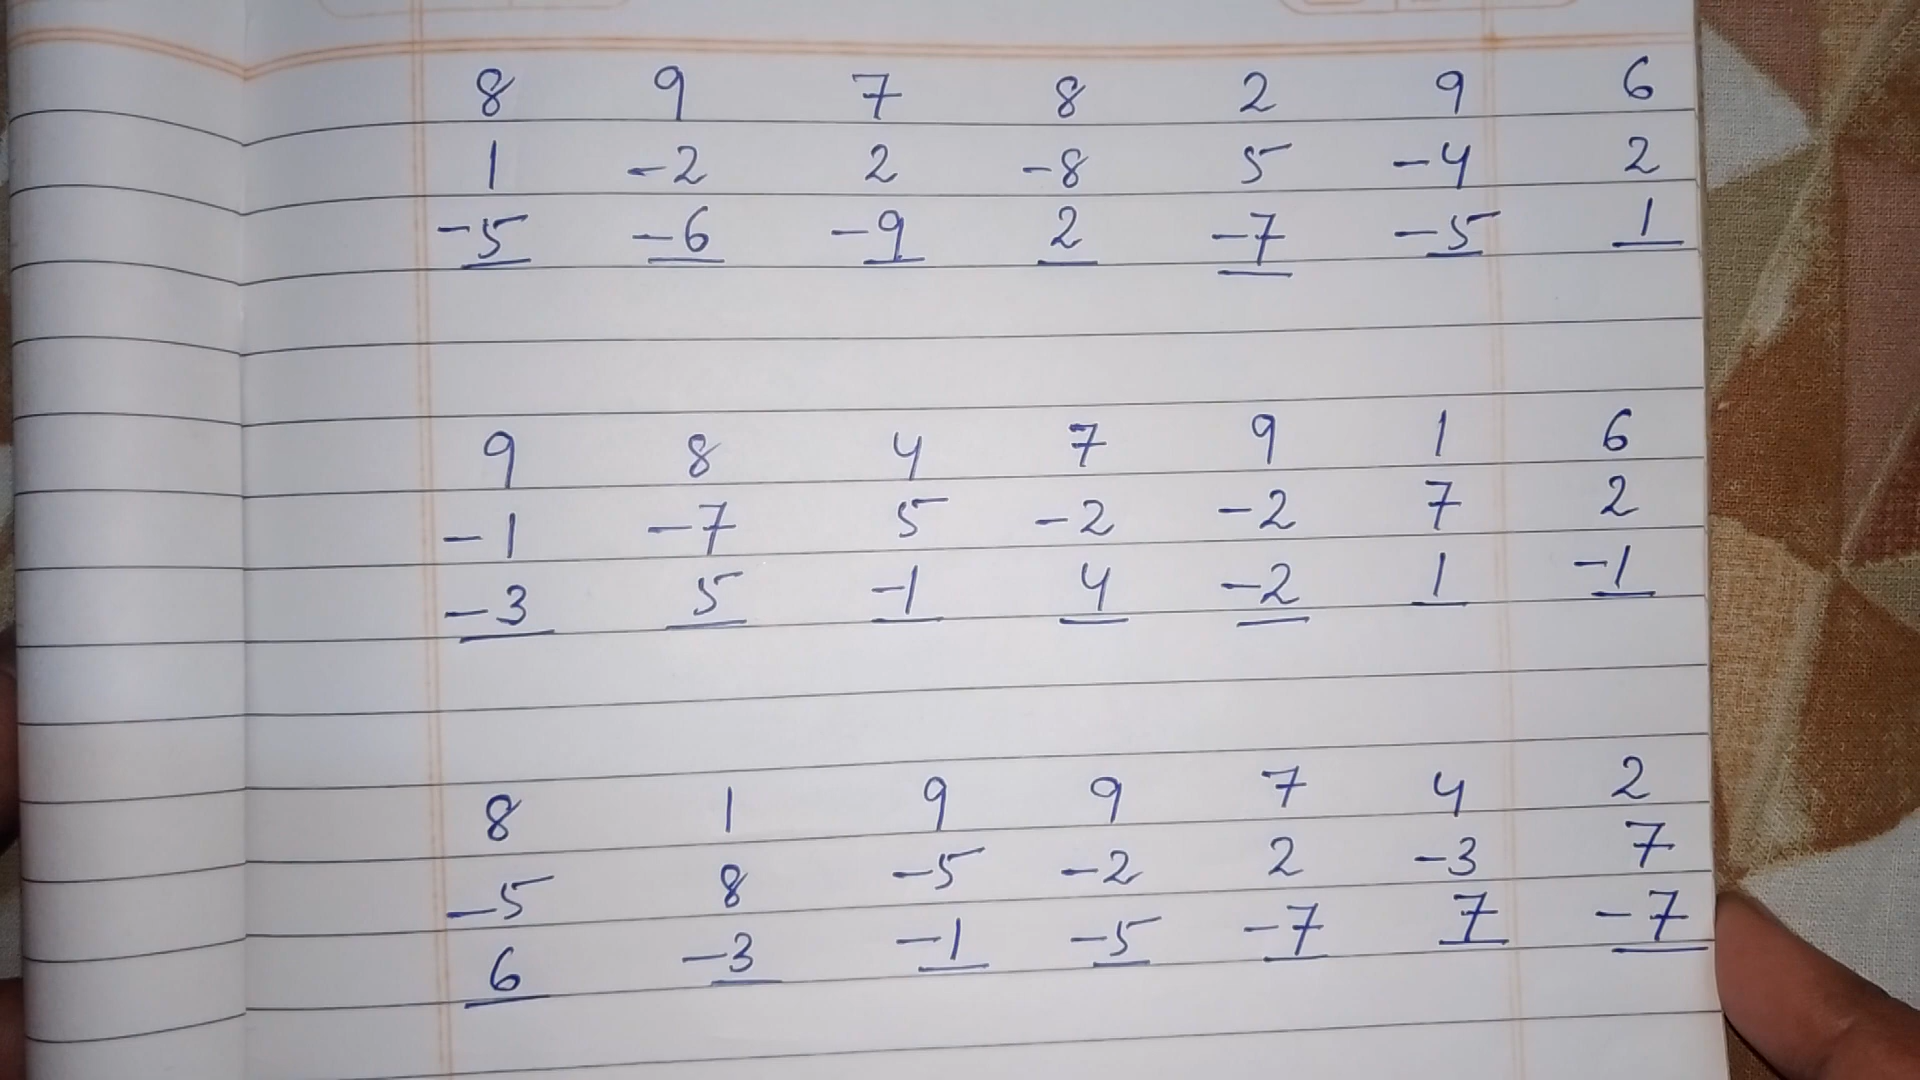 8 9 7 8 2 9 6
1 -2 2 -8 5 -4 2
-5 -6 -9 2 -7 -5 1
9 8 4 7 9 1 6
-1 -7 5 -2 -2 7 2
-3 5 -1 4 -2 1 -1
8 1 9 9 7 4 2
-5 8 -5 -2 2 -3 7
6 -3 -1 -5 -7 7 -7